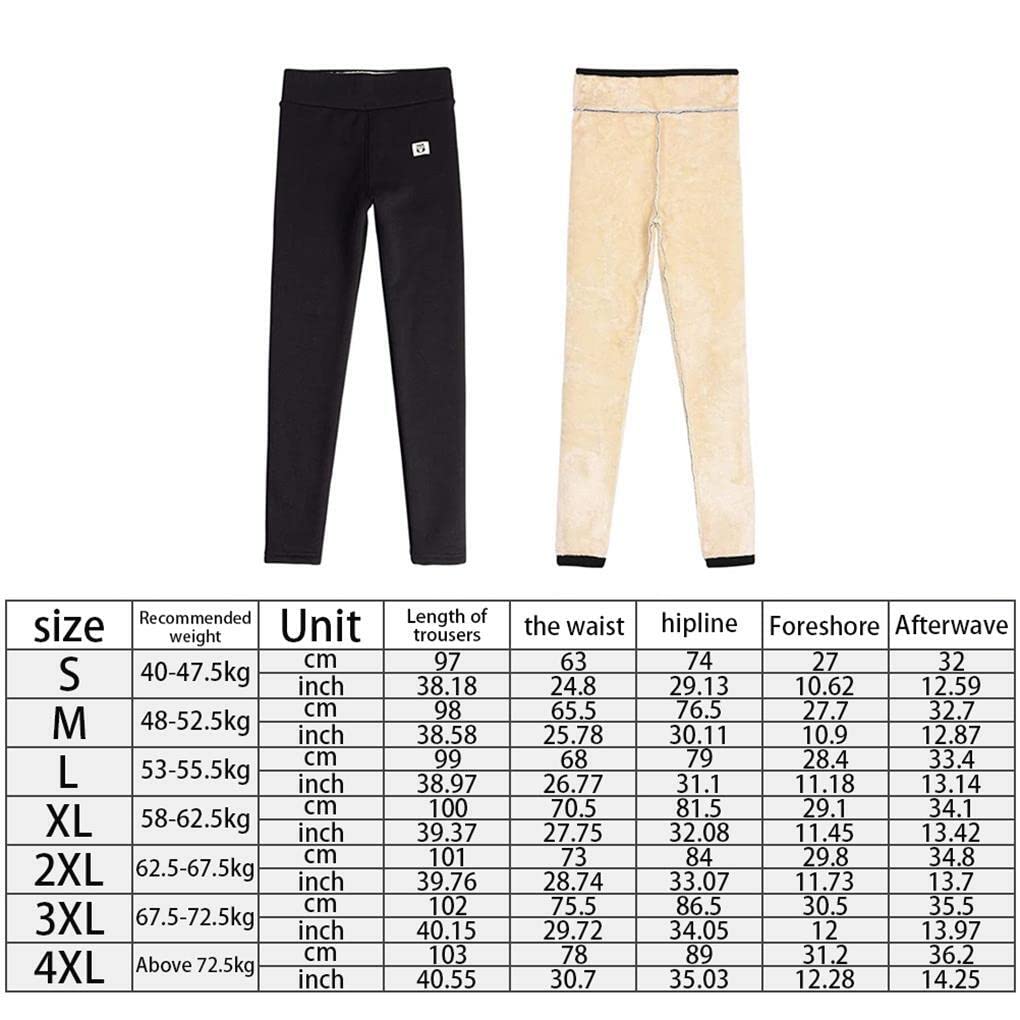 size Recommended weight Unit Length of trousers the waist hipline Foreshore Afterwave
S 40-47.5kg cm 97 63 74 27 32
inch 38.18 24.8 29.13 10.62 12.59
M 48-52.5kg cm 98 65.5 76.5 27.7 32.7
inch 38.58 25.78 30.11 10.9 12.87
L 53-55.5kg cm 99 68 79 28.4 33.4
inch 38.97 26.77 31.1 11.18 13.14
XL 58-62.5kg cm 100 70.5 81.5 29.1 34.1
inch 39.37 27.75 32.08 11.45 13.42
2XL 62.5-67.5kg cm 101 73 84 29.8 34.8
inch 39.76 28.74 33.07 11.73 13.7
3XL 67.5-72.5kg cm 102 75.5 86.5 30.5 35.5
inch 40.15 29.72 34.05 12 13.97
4XL Above 72.5kg cm 103 78 89 31.2 36.2
inch 40.55 30.7 35.03 12.28 14.25